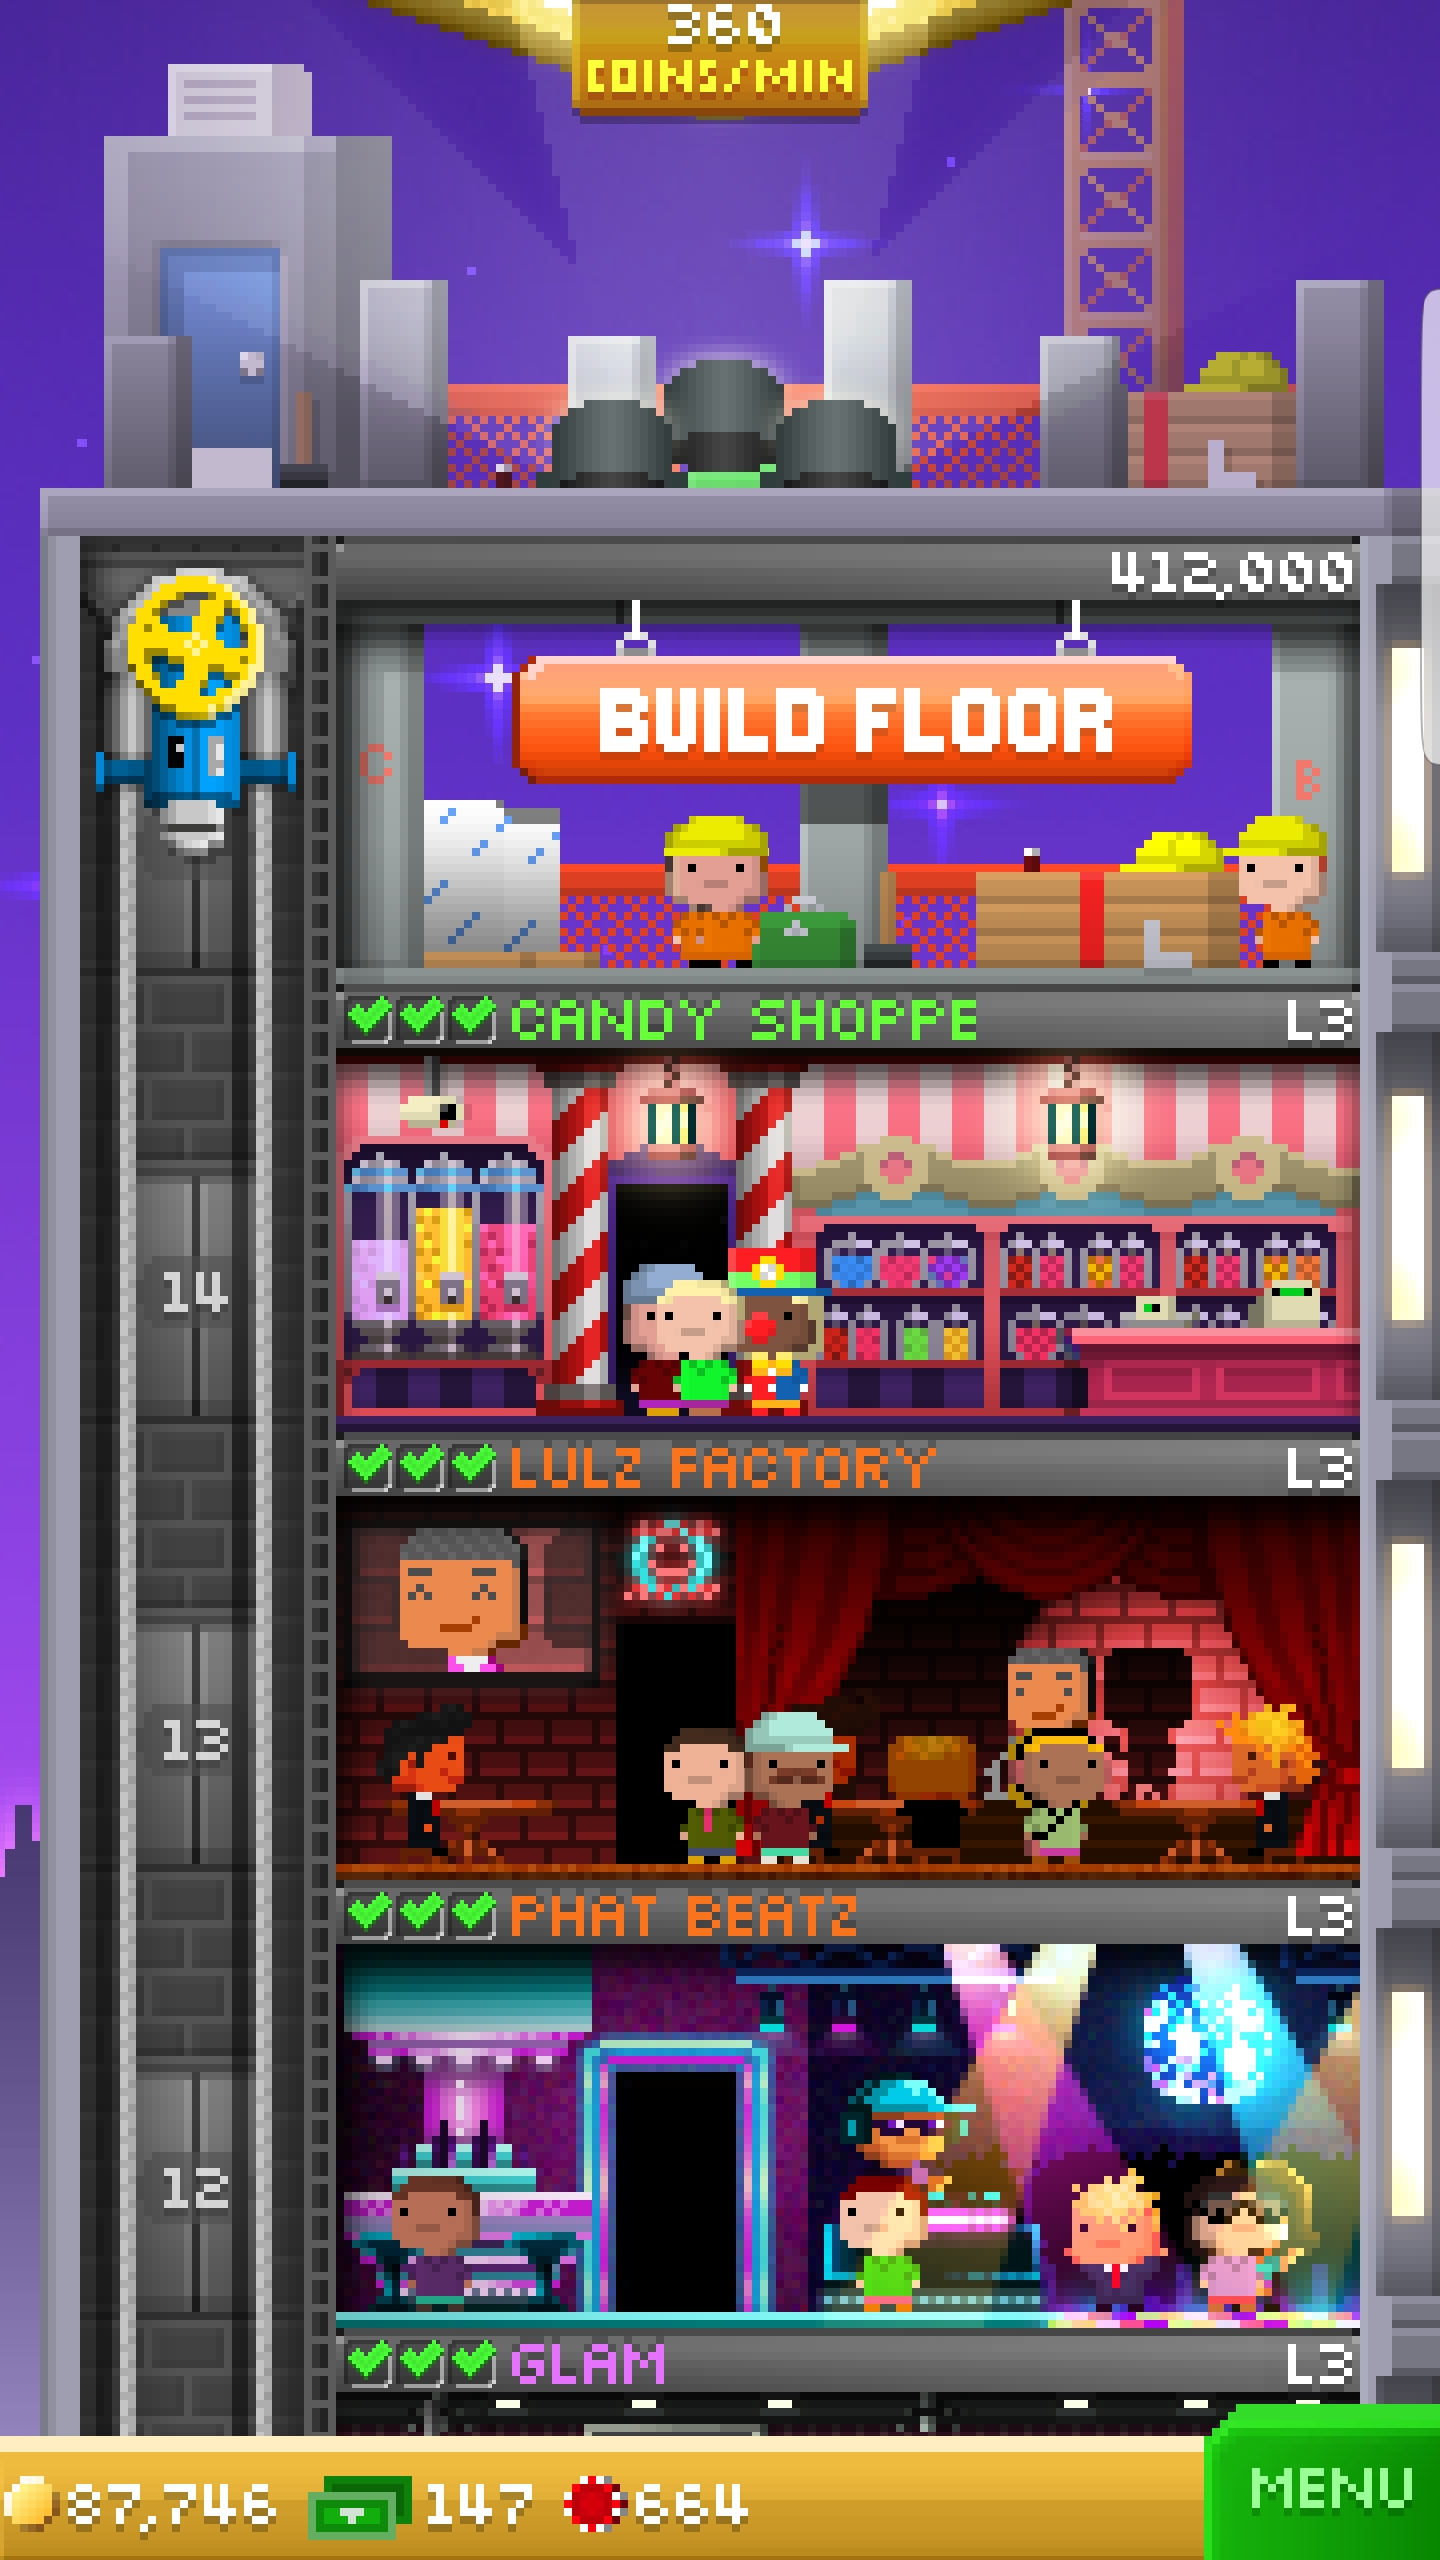 360
COINS/MIN
412,000
BUILD FLOOR
C
B
CANDY SHOPPE L3
14
LULZ FACTORY L3
13
PHAT BEATZ L3
12
GLAM L3
87,746 147 664
MENU